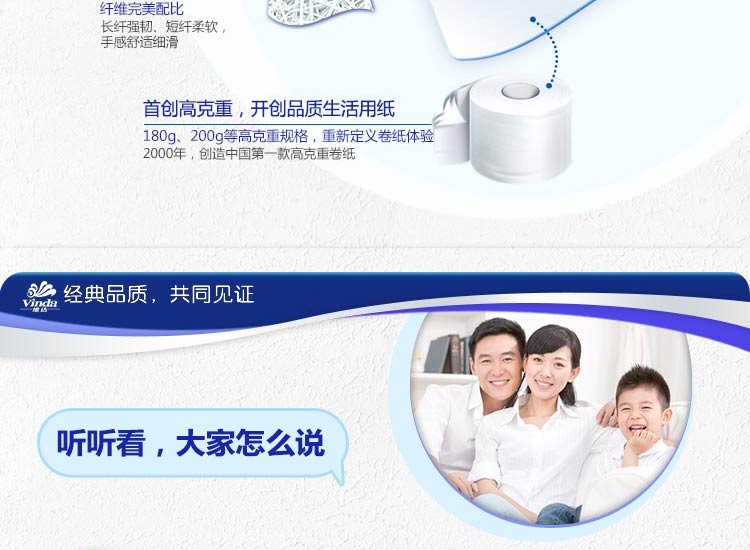 纤维完美配比
长纤强韧、短纤柔软，
手感舒适细滑
首创高克重，开创品质生活用纸
180g、200g等高克重规格，重新定义卷纸体验
2000年，创造中国第一款高克重卷纸
Vinda
维达
经典品质，共同见证
听听看，大家怎么说